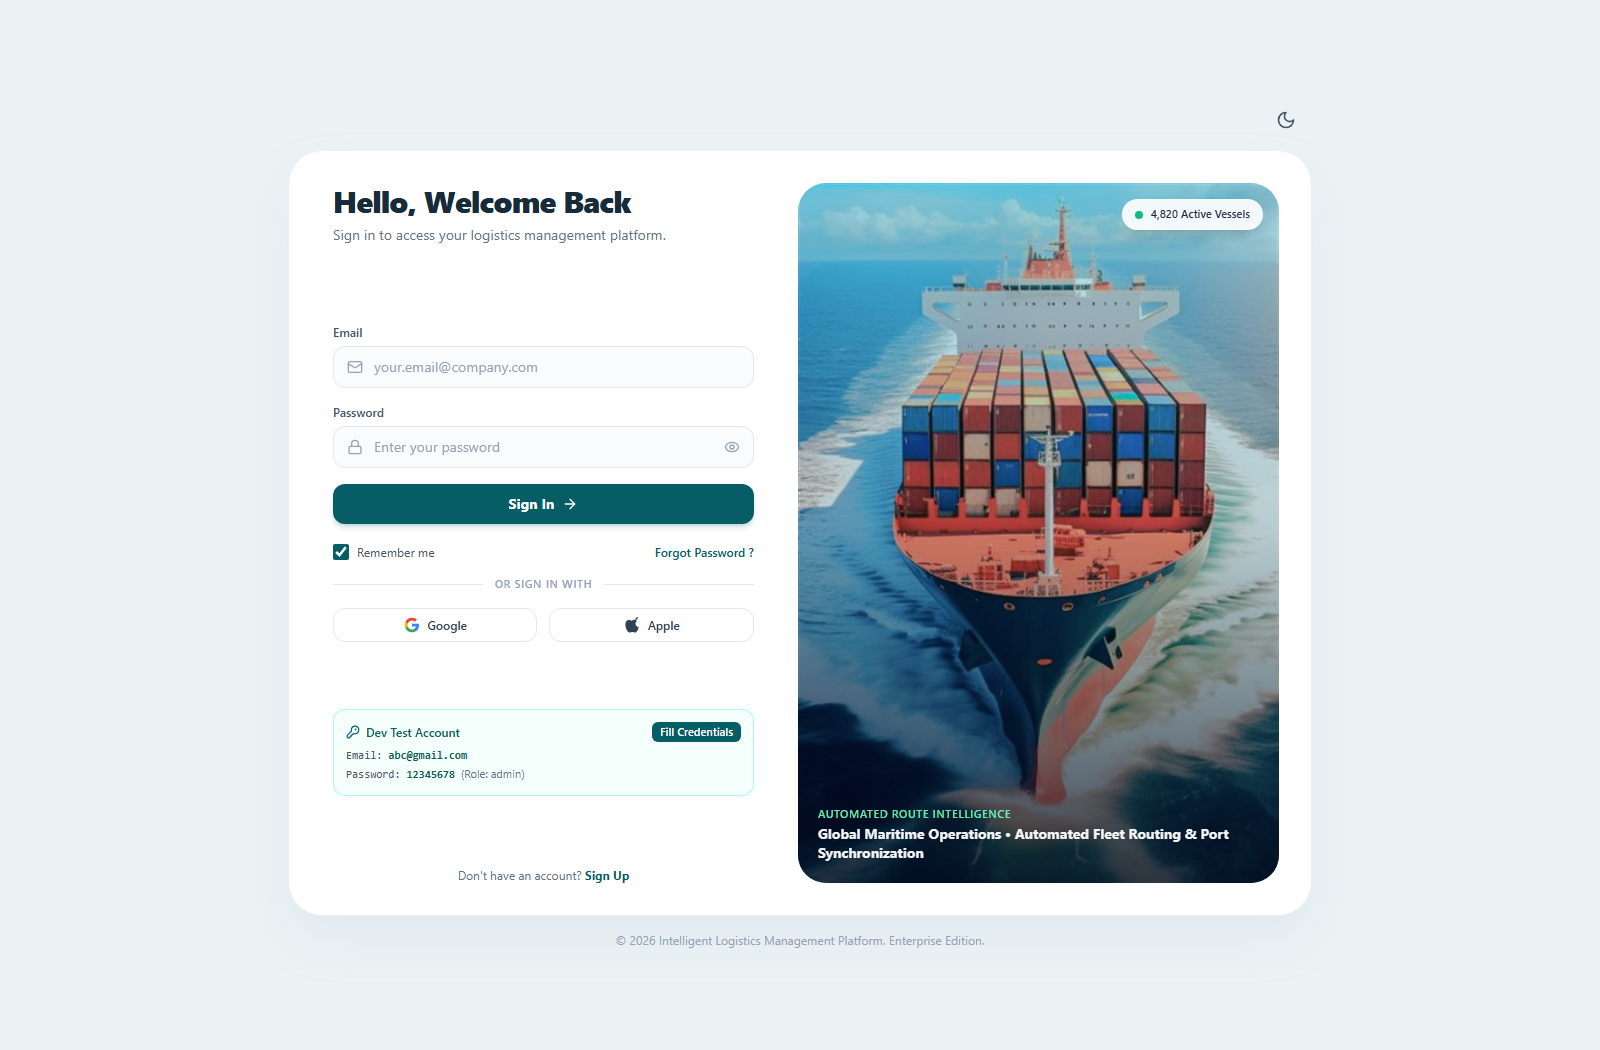 Hello, Welcome Back
Sign in to access your logistics management platform.
Email
your.email@company.com
Password
Enter your password
Sign In
Remember me
Forgot Password ?
OR SIGN IN WITH
Google
Apple
Dev Test Account
Fill Credentials
Email: abc@gmail.com
Password: 12345678 (Role: admin)
Don't have an account? Sign Up
4,820 Active Vessels
AUTOMATED ROUTE INTELLIGENCE
Global Maritime Operations • Automated Fleet Routing & Port
Synchronization
© 2026 Intelligent Logistics Management Platform. Enterprise Edition.